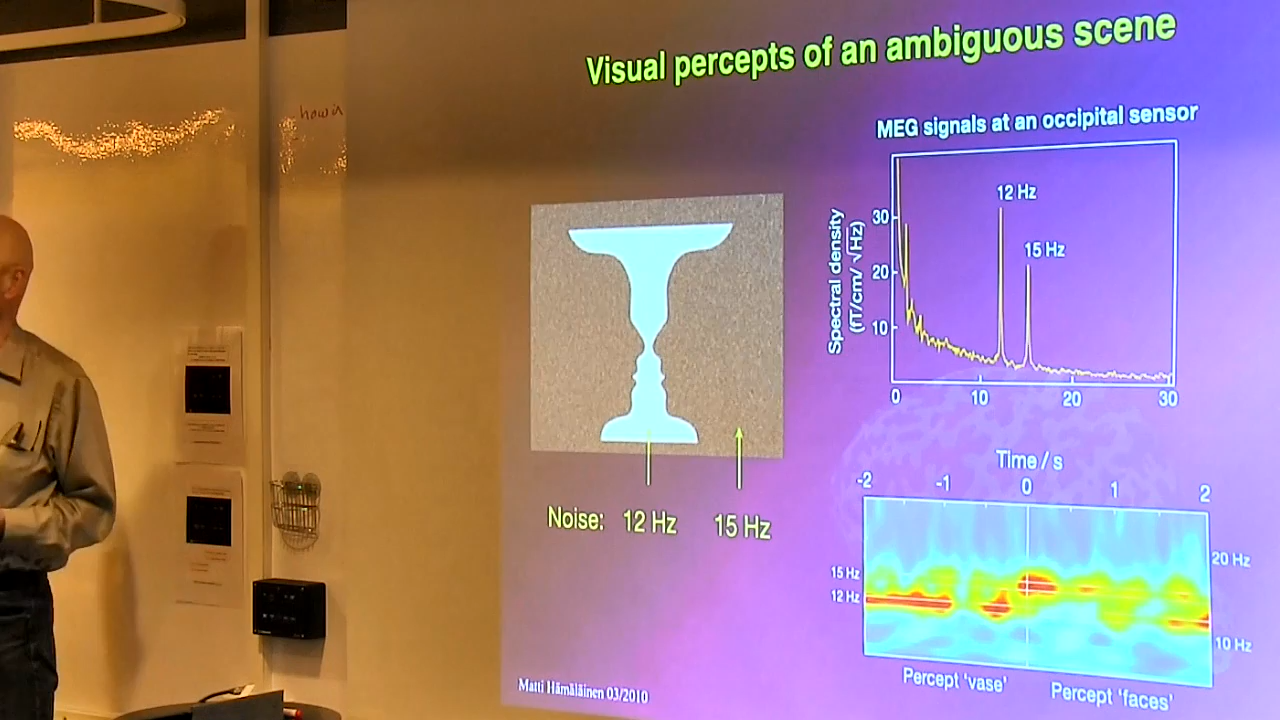 how is
Visual percepts of an ambiguous scene
MEG signals at an occipital sensor
Spectral density
(fT/cm/ √Hz)
30
20
10
12 Hz
15 Hz
0 10 20 30
Noise: 12 Hz 15 Hz
Time / s
-2 -1 0 1 2
15 Hz
12 Hz
20 Hz
10 Hz
Percept 'vase' Percept 'faces'
Matti Hämäläinen 03/2010